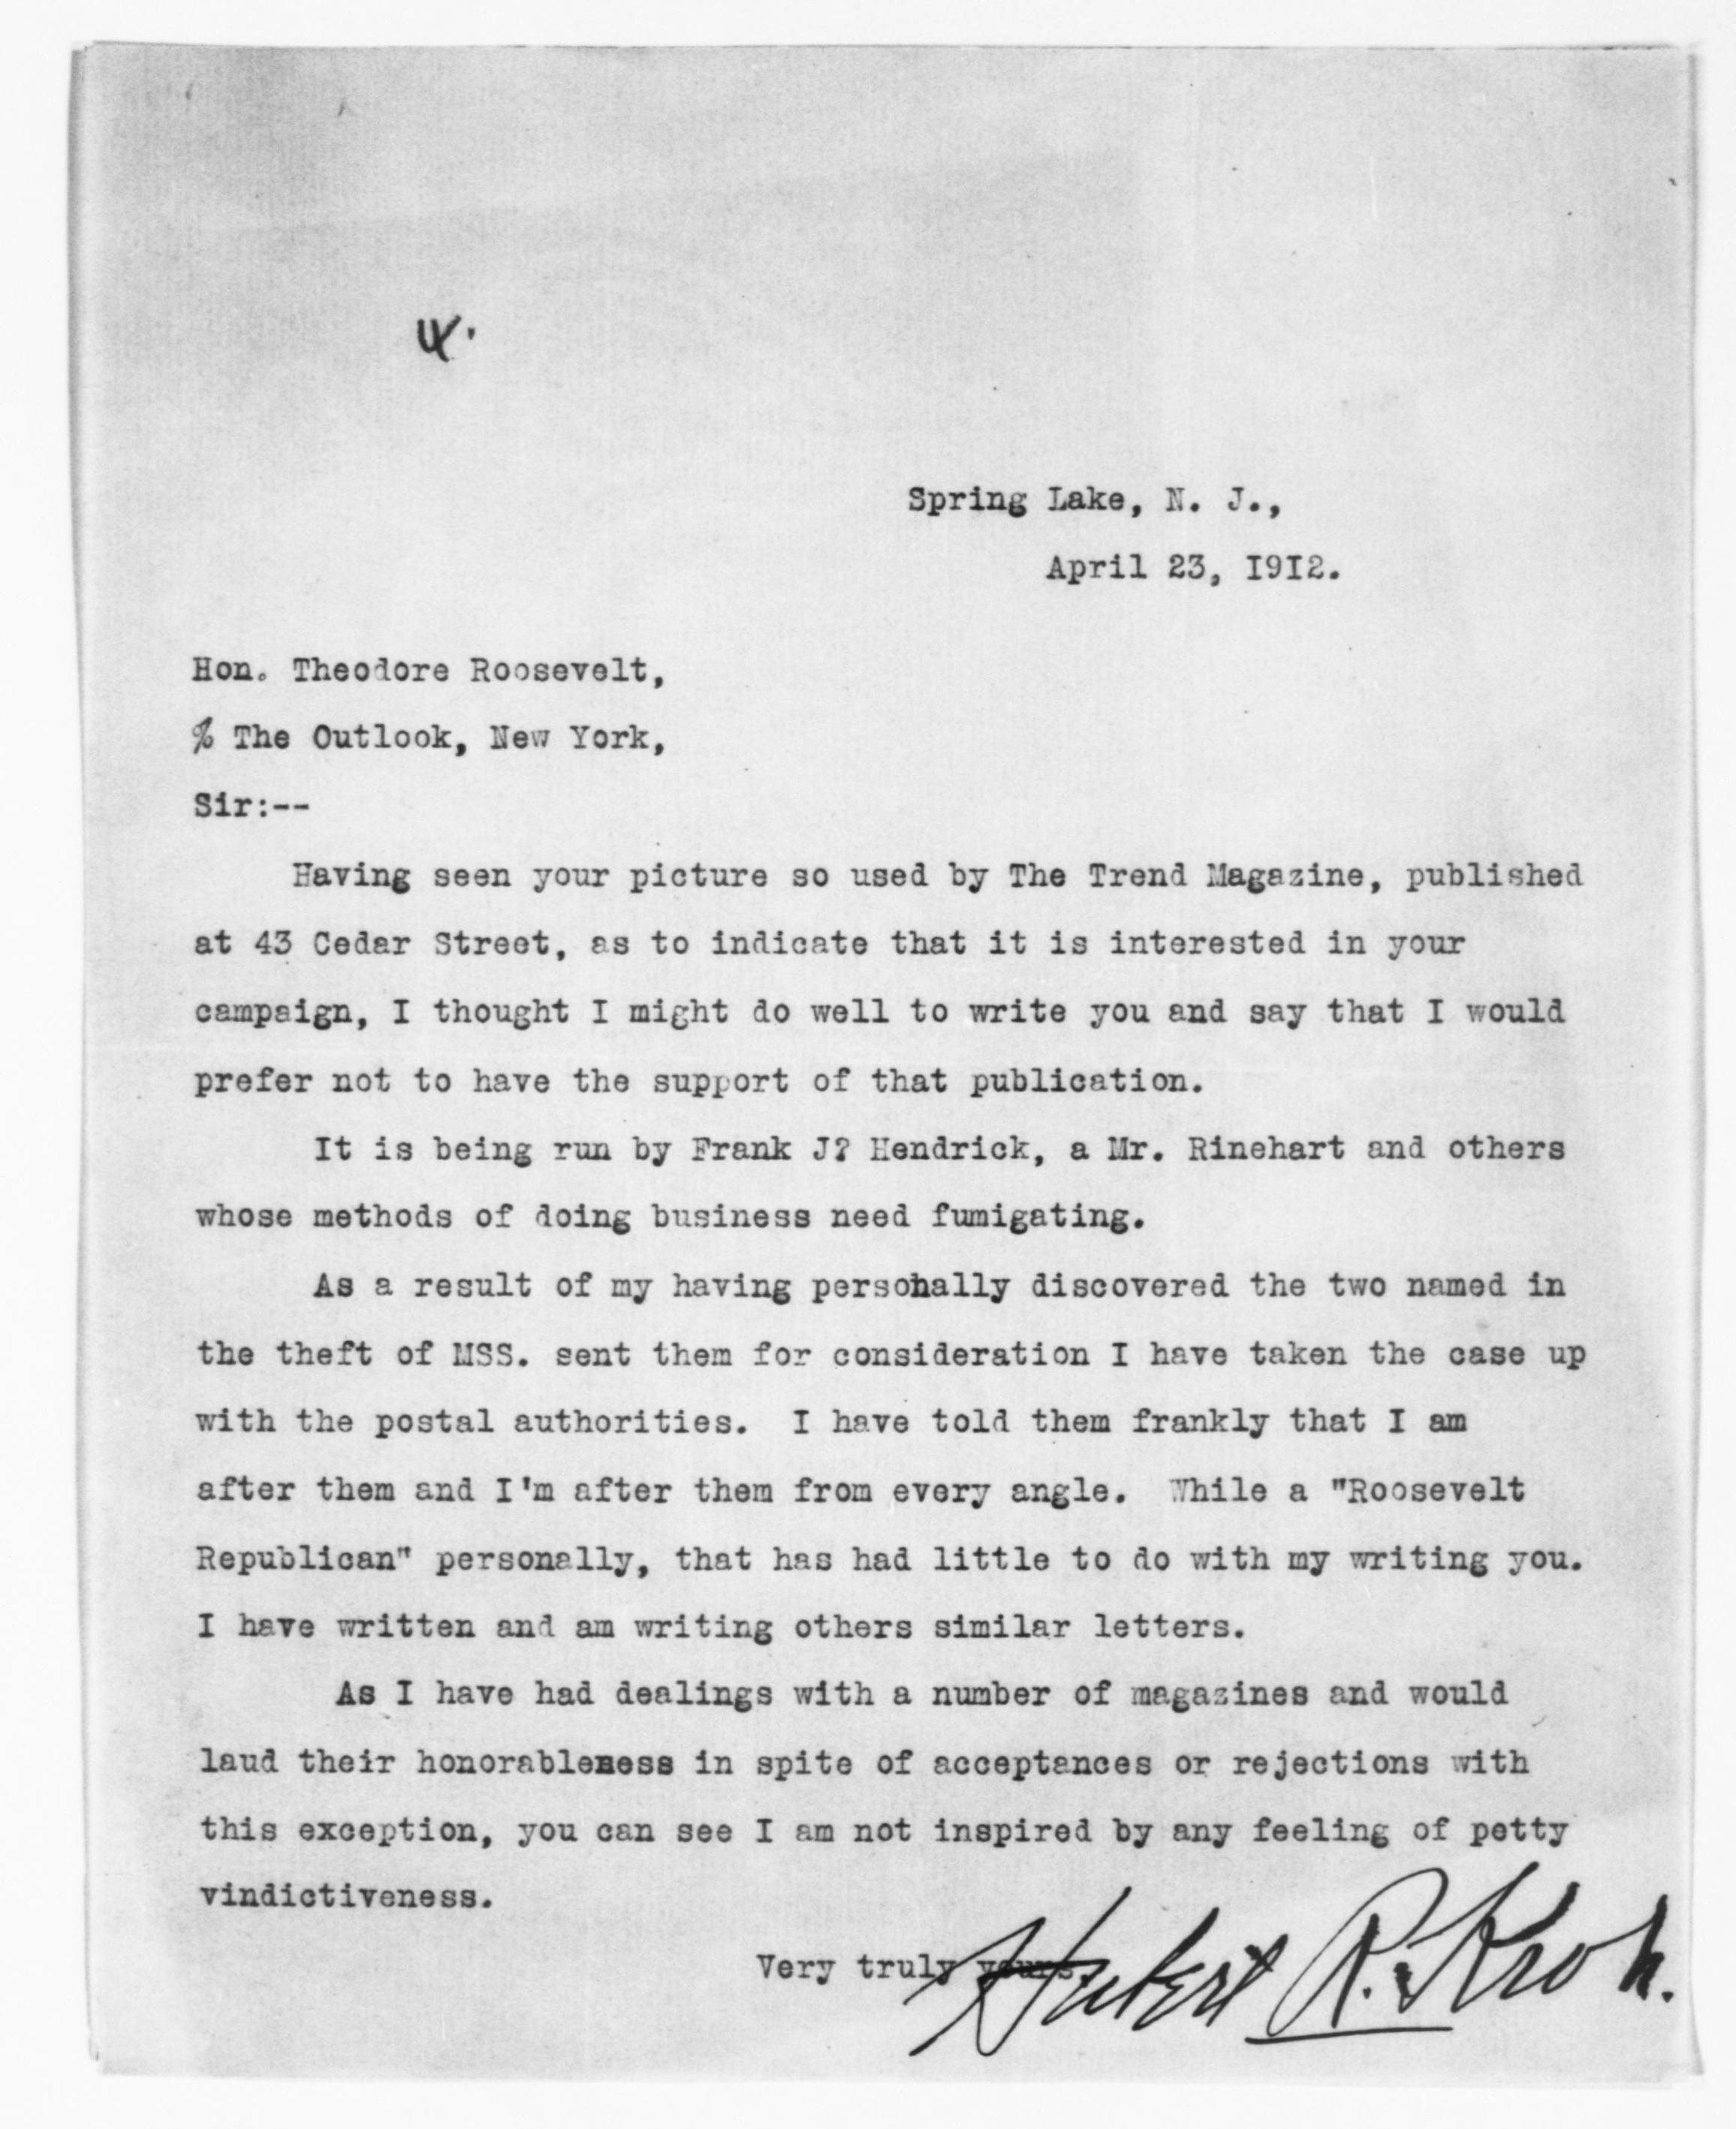 4.
Spring Lake, N. J.,
April 23, I9I2.
Hon. Theodore Roosevelt,
% The Outlook, New York,
Sir:--
Having seen your picture so used by The Trend Magazine, published
at 43 Cedar Street, as to indicate that it is interested in your
campaign, I thought I might do well to write you and say that I would
prefer not to have the support of that publication.
It is being run by Frank J? Hendrick, a Mr. Rinehart and others
whose methods of doing business need fumigating.
As a result of my having personally discovered the two named in
the theft of MSS. sent them for consideration I have taken the case up
with the postal authorities. I have told them frankly that I am
after them and I'm after them from every angle. While a "Roosevelt
Republican" personally, that has had little to do with my writing you.
I have written and am writing others similar letters.
As I have had dealings with a number of magazines and would
laud their honorableness in spite of acceptances or rejections with
this exception, you can see I am not inspired by any feeling of petty
vindictiveness.
Very truly yours,
Hubert R. Kroh.